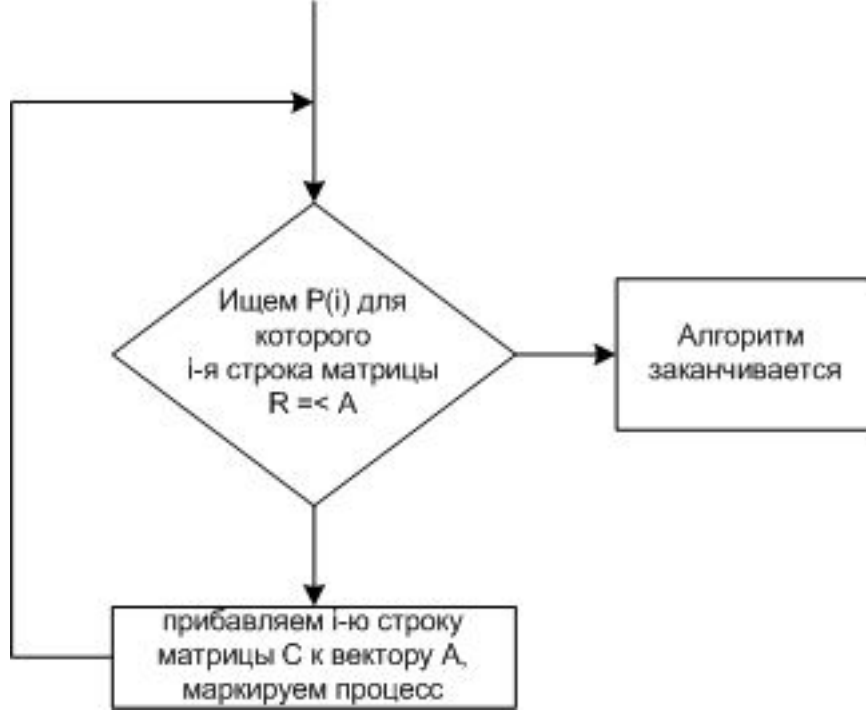 Ищем P(i) для
которого
i-я строка матрицы
R =< A
Алгоритм
заканчивается
прибавляем i-ю строку
матрицы C к вектору A,
маркируем процесс